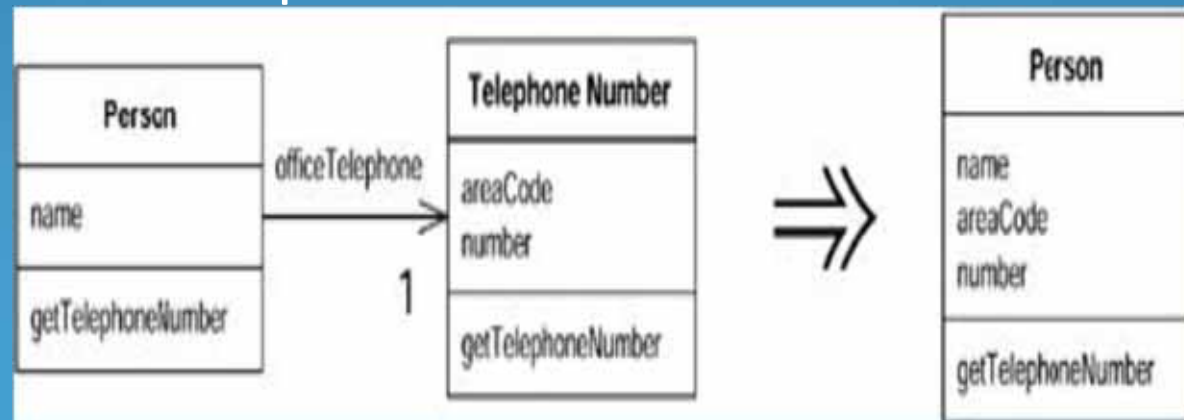 Person
name
getTelephoneNumber
officeTelephone
1
Telephone Number
areaCode
number
getTelephoneNumber
Person
name
areaCode
number
getTelephoneNumber